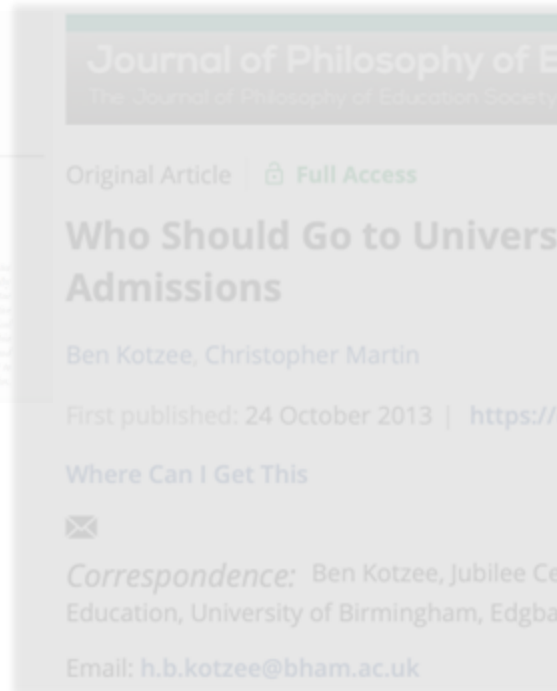 Journal of Philosophy of E
The Journal of Philosophy of Education Society
Original Article | Full Access
Who Should Go to Univers
Admissions
Ben Kotzee, Christopher Martin
First published: 24 October 2013 | https://
Where Can I Get This
Correspondence: Ben Kotzee, Jubilee Ce
Education, University of Birmingham, Edgba
Email: h.b.kotzee@bham.ac.uk